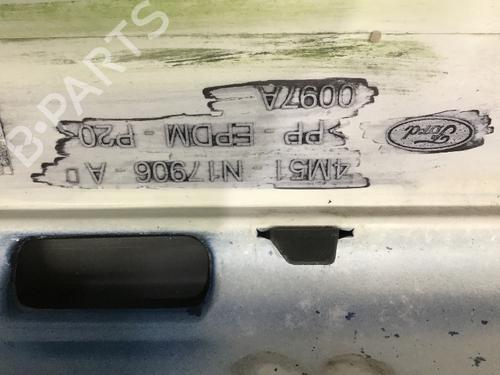 4M51 - N17906 - A
>PP - EPDM - P20<
0097A
Ford
B-PARTS